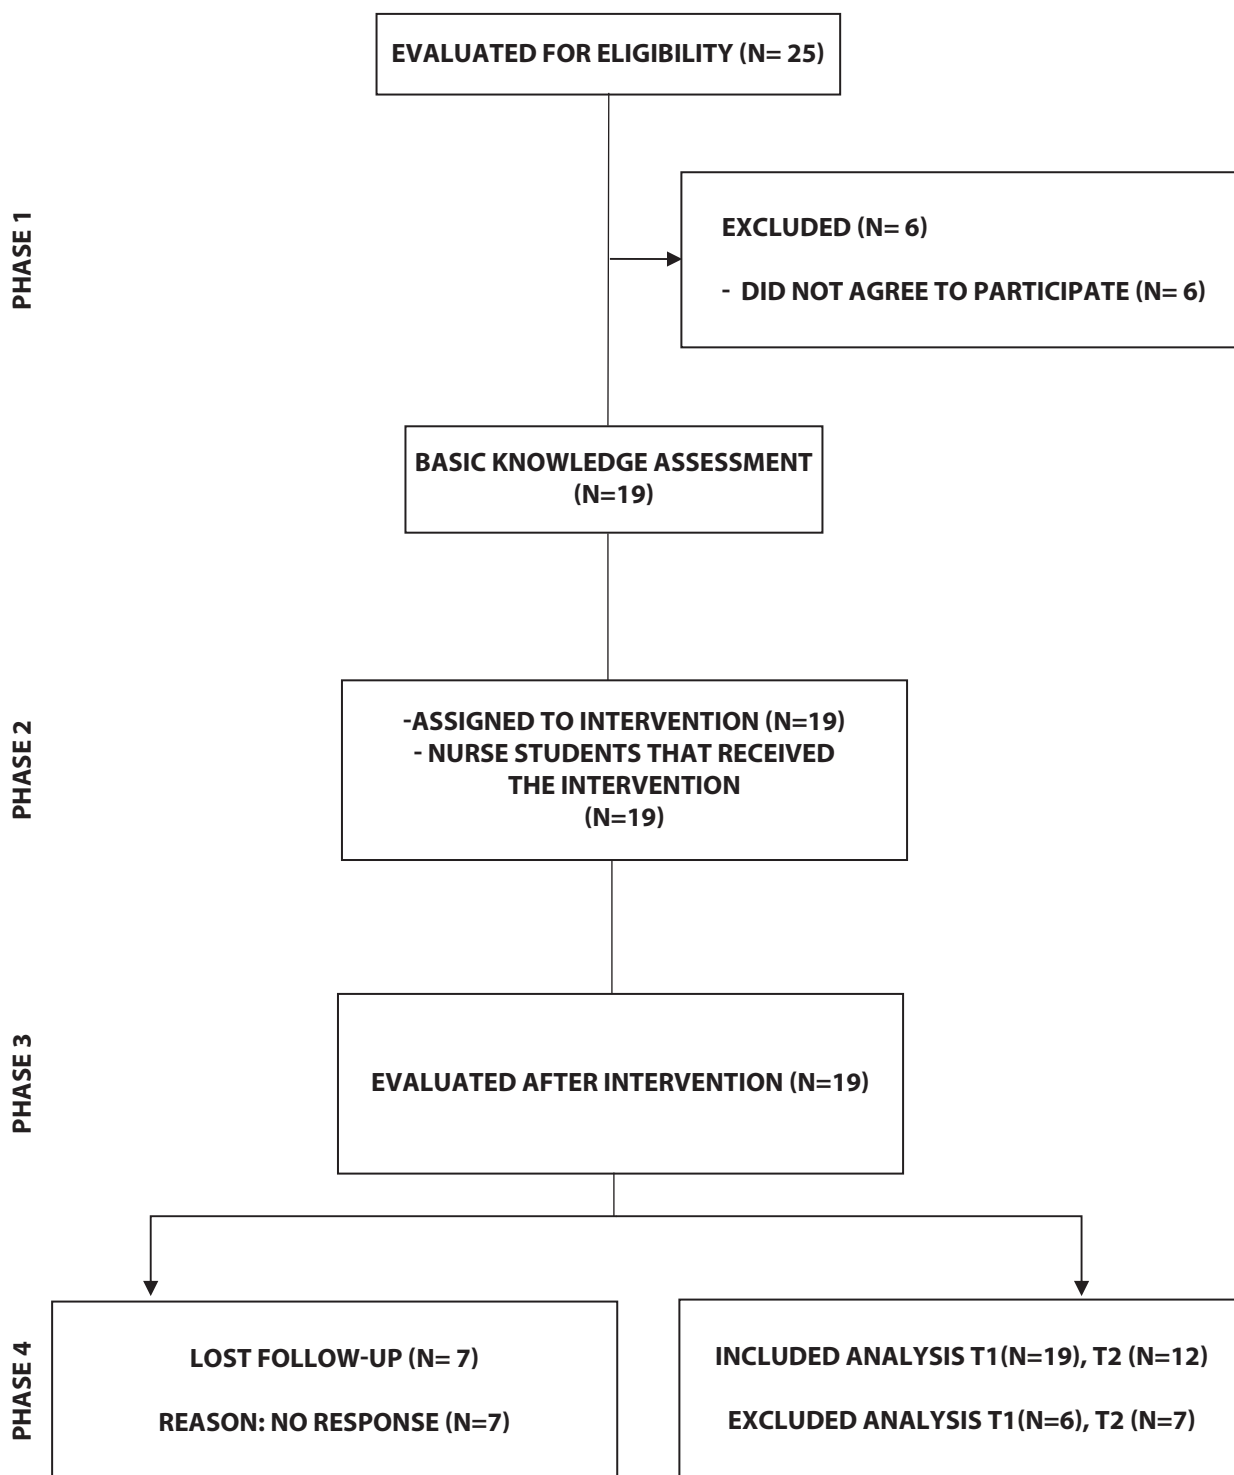 EVALUATED FOR ELIGIBILITY (N= 25)
PHASE 1
EXCLUDED (N= 6)
- DID NOT AGREE TO PARTICIPATE (N= 6)
BASIC KNOWLEDGE ASSESSMENT
(N=19)
PHASE 2
-ASSIGNED TO INTERVENTION (N=19)
- NURSE STUDENTS THAT RECEIVED
THE INTERVENTION
(N=19)
PHASE 3
EVALUATED AFTER INTERVENTION (N=19)
PHASE 4
LOST FOLLOW-UP (N= 7)
REASON: NO RESPONSE (N=7)
INCLUDED ANALYSIS T1(N=19), T2 (N=12)
EXCLUDED ANALYSIS T1(N=6), T2 (N=7)